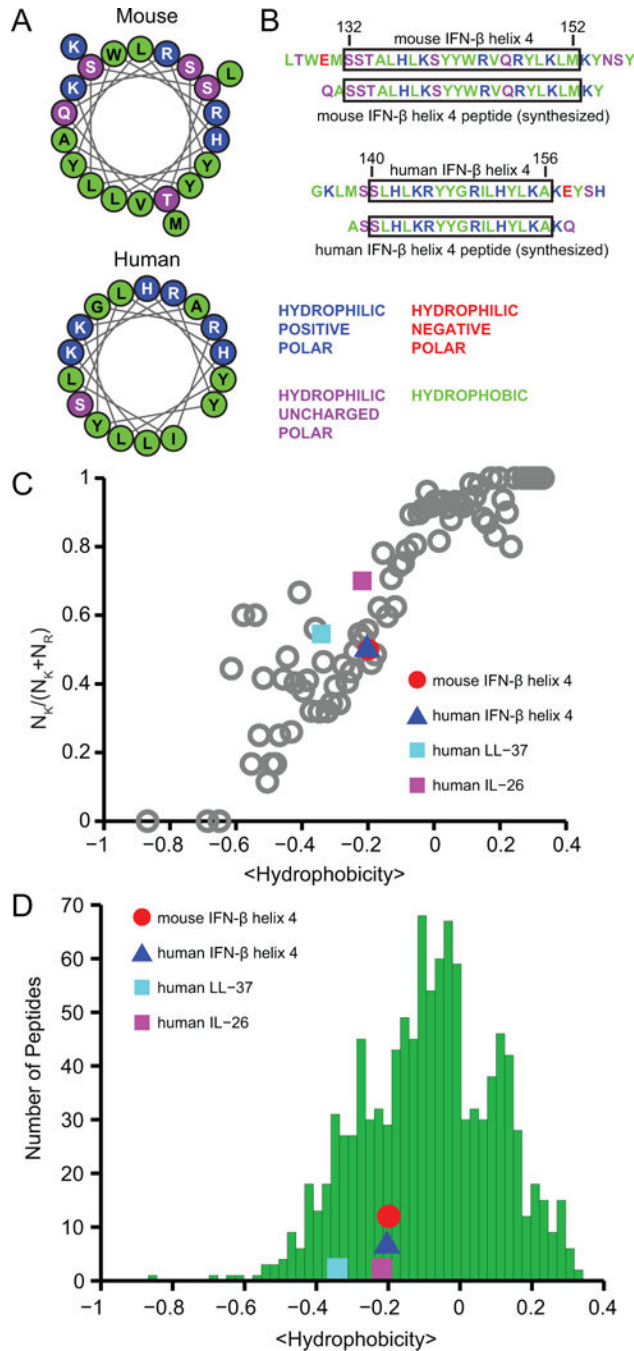 A
Mouse
K S W L R S S L
K R
Q H
A Y
Y Y
L L V T
M
Human
L H R A
G R
K H
K Y
L Y
S Y L L I
B
132 152
mouse IFN-β helix 4
LTWEMSSTALHLKSYYWRVQRYLKLMKYNSY
QASSTALHLKSYYWRVQRYLKLMKY
mouse IFN-β helix 4 peptide (synthesized)
140 156
human IFN-β helix 4
GKLMSSLHLKRYYGRILHYLKAKEYSH
ASSLHLKRYYGRILHYLKAKQ
human IFN-β helix 4 peptide (synthesized)
HYDROPHILIC
POSITIVE
POLAR
HYDROPHILIC
NEGATIVE
POLAR
HYDROPHILIC
UNCHARGED
POLAR
HYDROPHOBIC
C
N_K/(N_K+N_R)
1
0.8
0.6
0.4
0.2
0
mouse IFN-β helix 4
human IFN-β helix 4
human LL-37
human IL-26
−1 −0.8 −0.6 −0.4 −0.2 0 0.2 0.4
<Hydrophobicity>
D
Number of Peptides
70
60
50
40
30
20
10
0
mouse IFN-β helix 4
human IFN-β helix 4
human LL-37
human IL-26
−1 −0.8 −0.6 −0.4 −0.2 0 0.2 0.4
<Hydrophobicity>